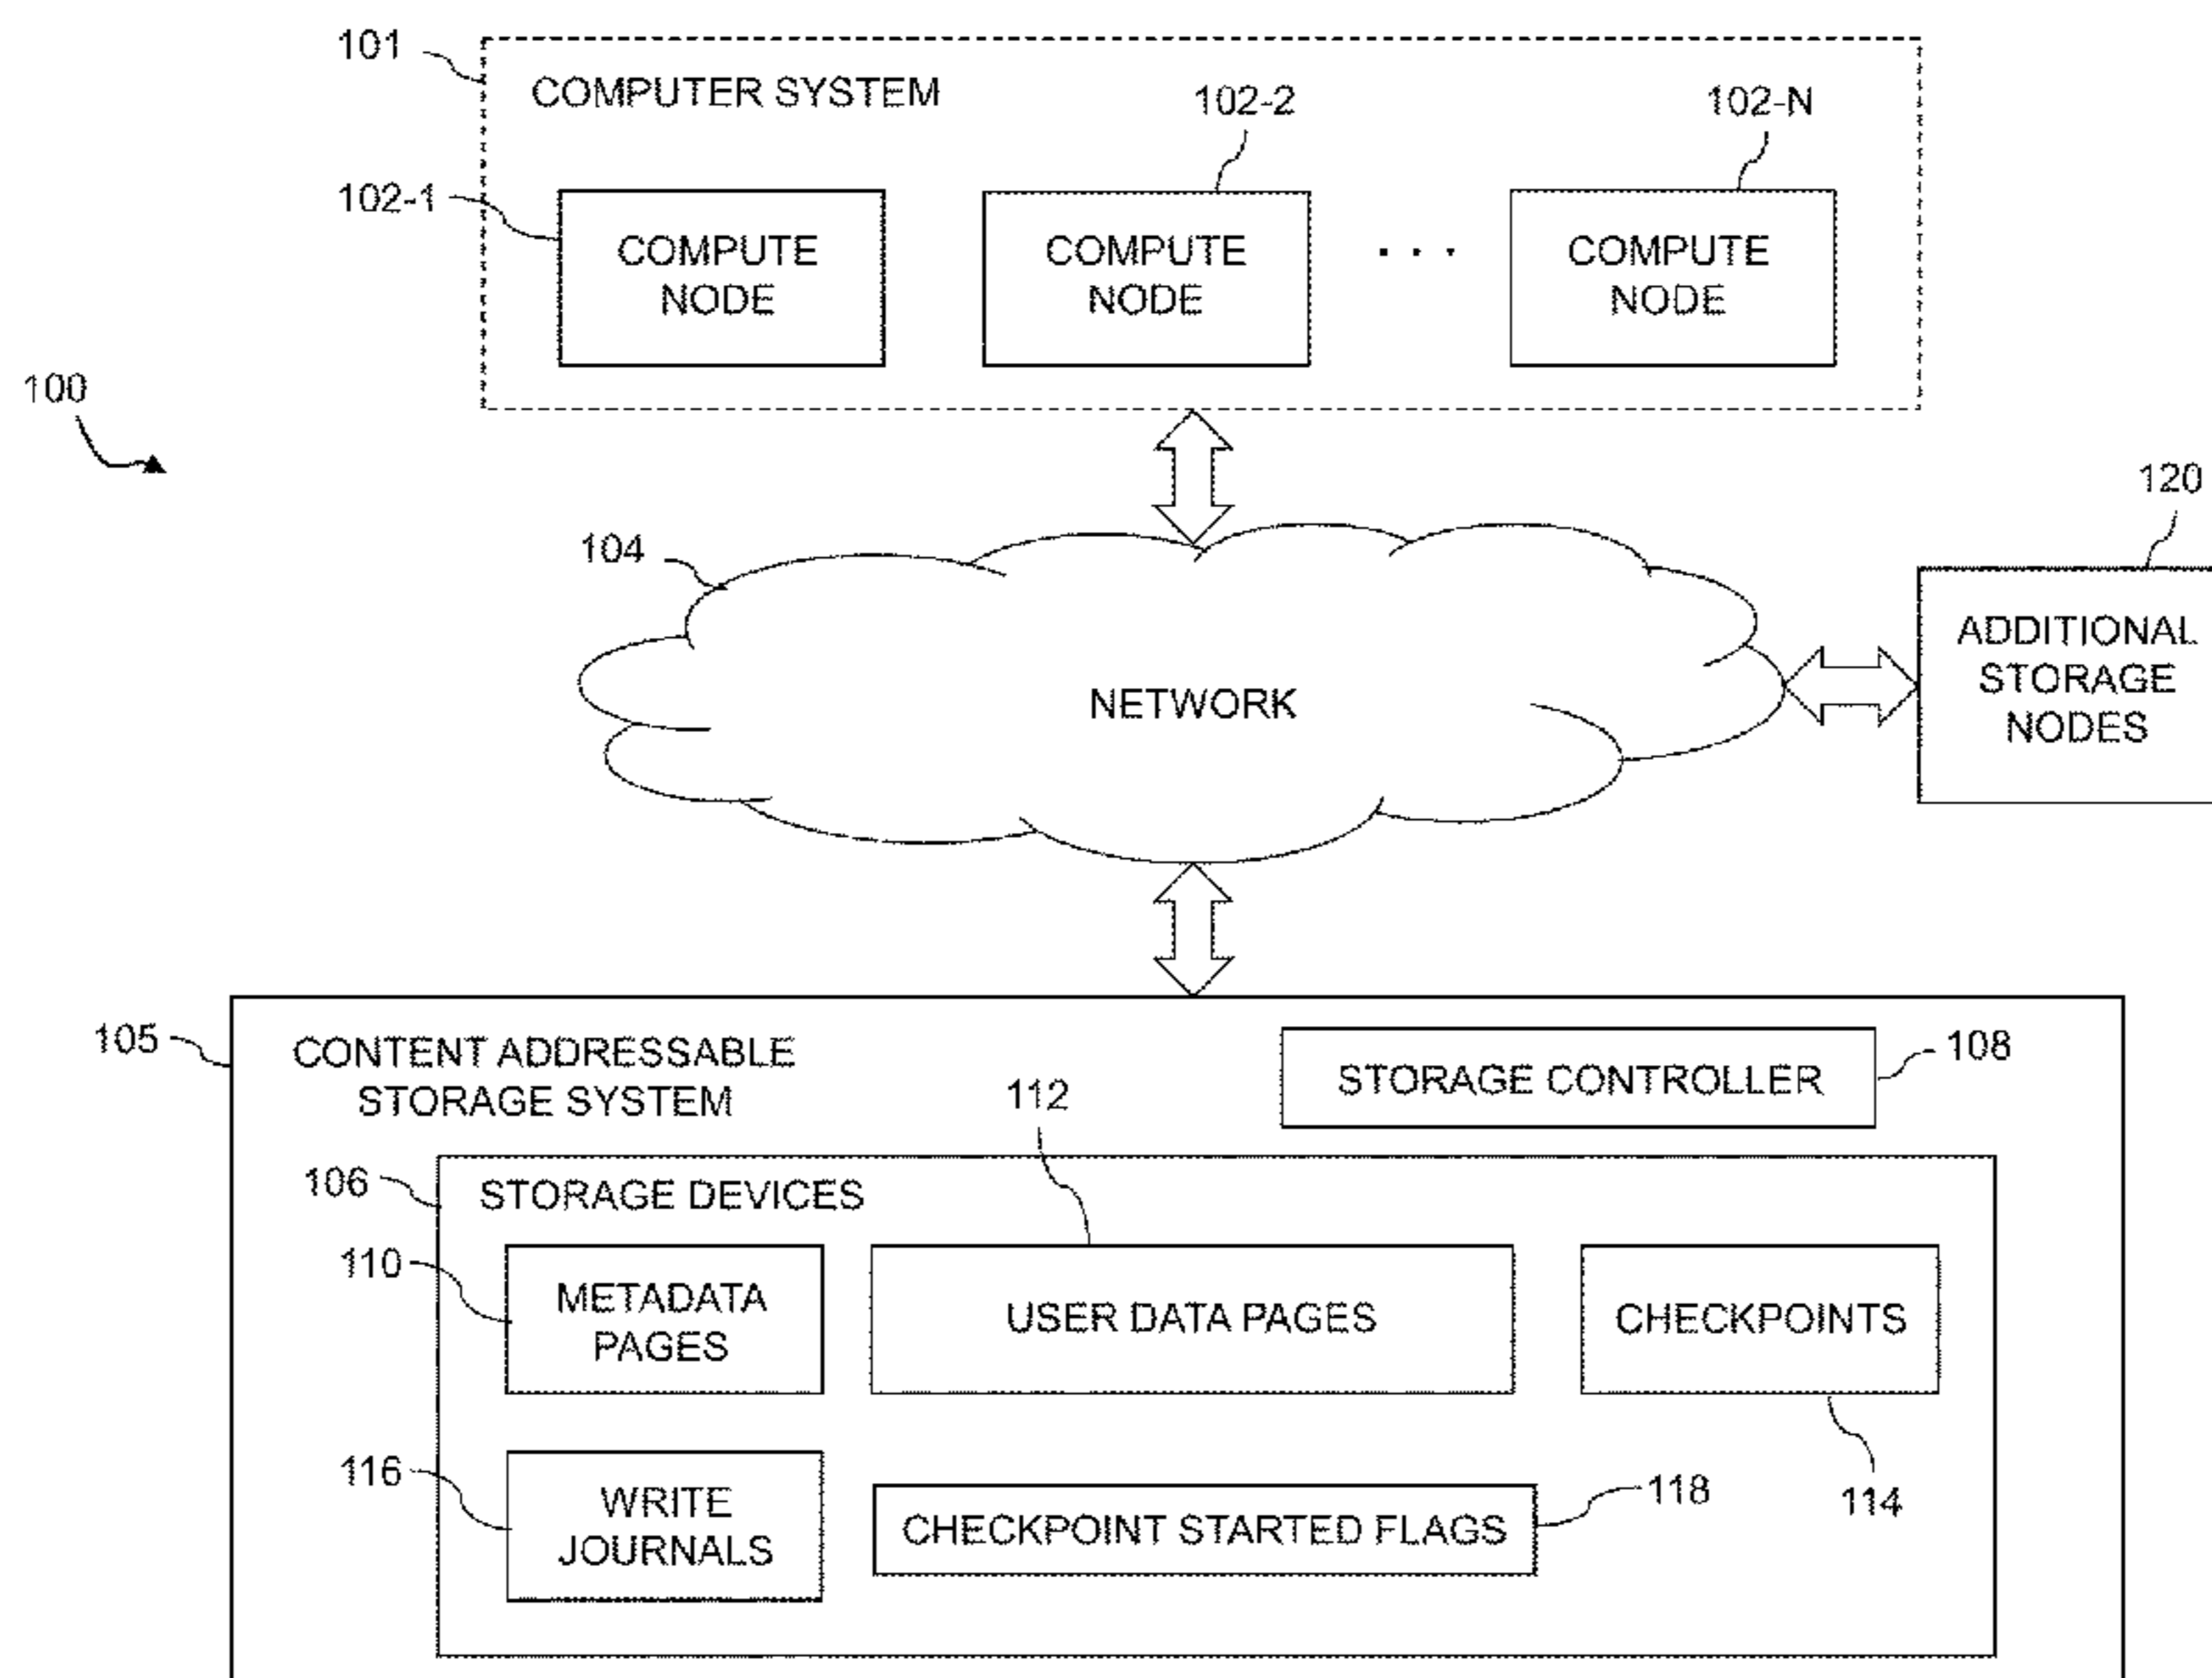 101
COMPUTER SYSTEM
102-2
102-N
102-1
COMPUTE
NODE
COMPUTE
NODE
. . .
COMPUTE
NODE
100
120
104
NETWORK
ADDITIONAL
STORAGE
NODES
105
CONTENT ADDRESSABLE
STORAGE SYSTEM
STORAGE CONTROLLER
108
112
106
STORAGE DEVICES
110
METADATA
PAGES
USER DATA PAGES
CHECKPOINTS
116
WRITE
JOURNALS
CHECKPOINT STARTED FLAGS
118
114